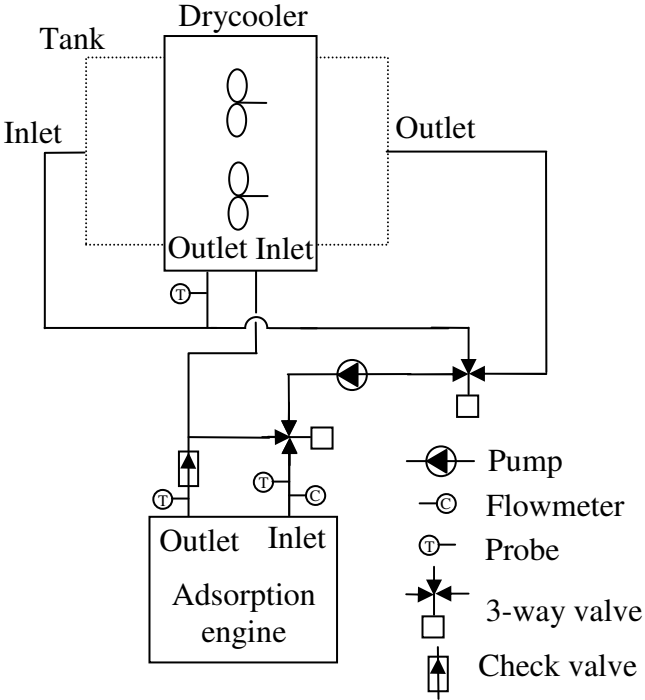 Drycooler
Tank
Inlet
Outlet
Outlet Inlet
T
T
T
C
Outlet
Inlet
Adsorption
engine
Pump
C
Flowmeter
T
Probe
3-way valve
Check valve